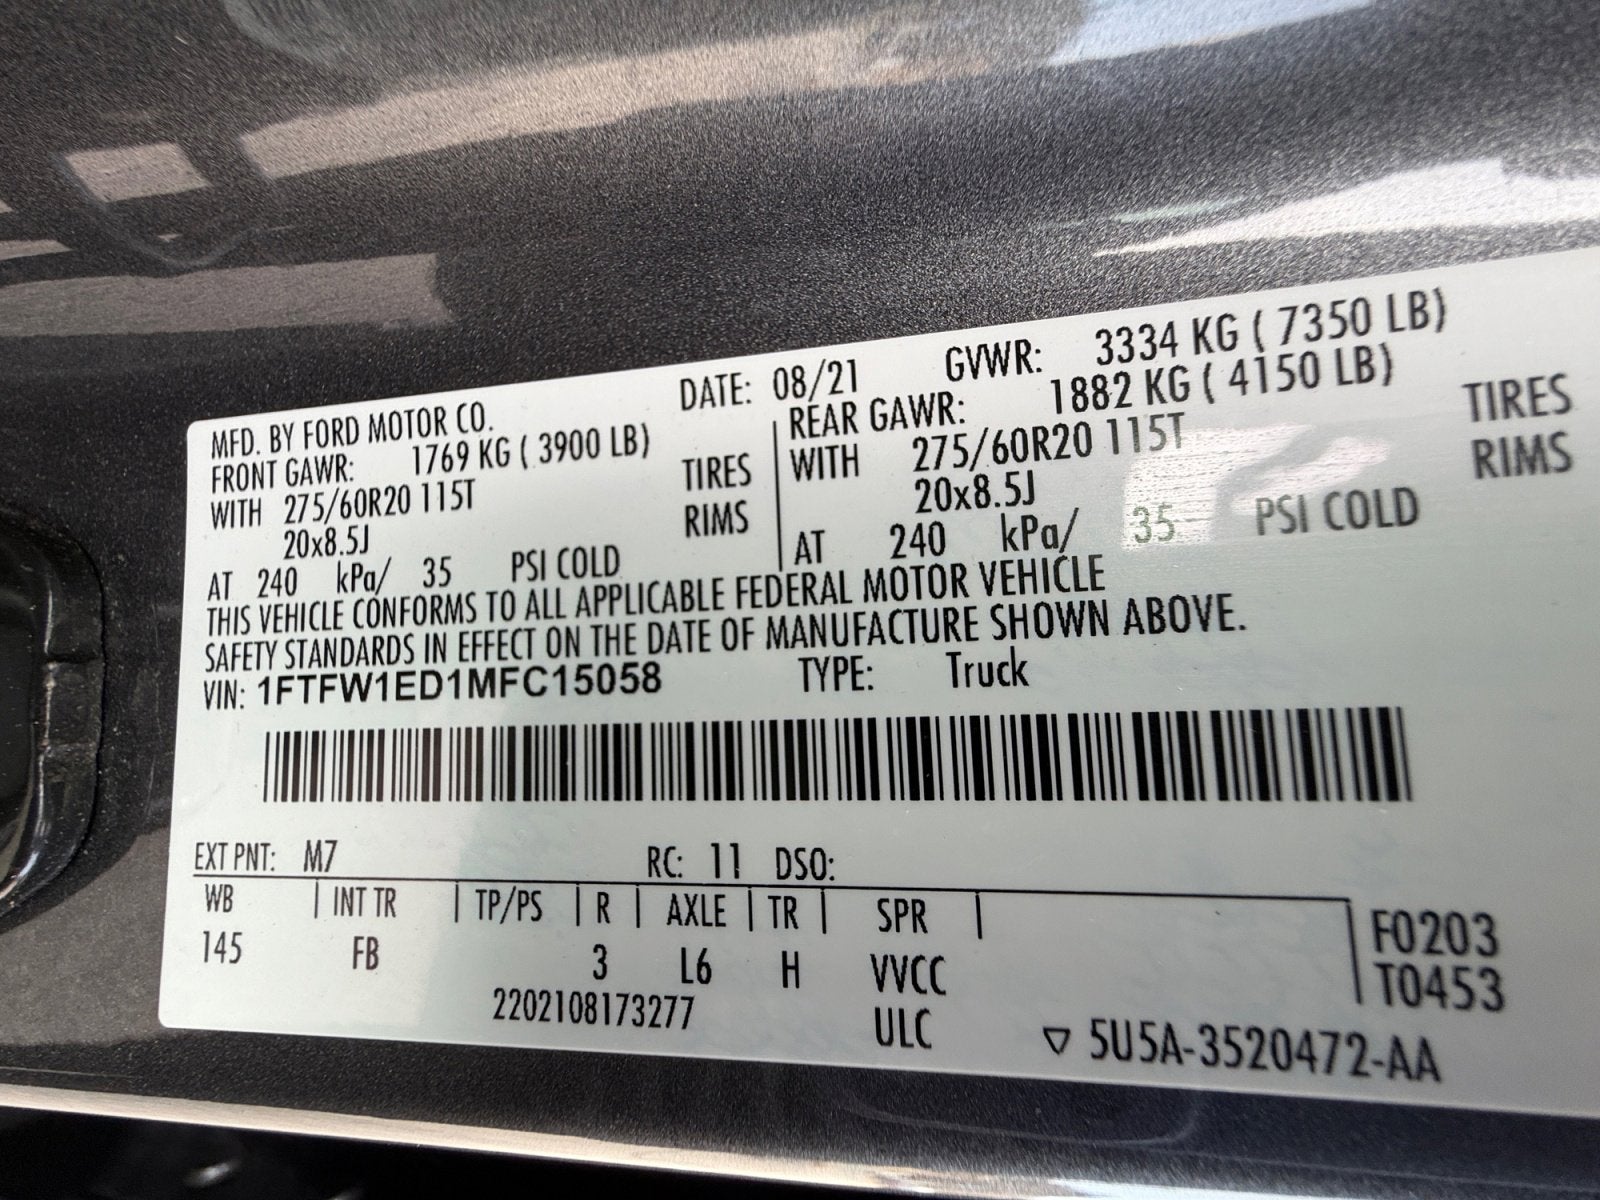 MFD. BY FORD MOTOR CO. DATE: 08/21 GVWR: 3334 KG ( 7350 LB)
FRONT GAWR: 1769 KG ( 3900 LB) REAR GAWR: 1882 KG ( 4150 LB)
WITH 275/60R20 115T TIRES WITH 275/60R20 115T TIRES
20x8.5J RIMS 20x8.5J RIMS
AT 240 kPa/ 35 PSI COLD AT 240 kPa/ 35 PSI COLD
THIS VEHICLE CONFORMS TO ALL APPLICABLE FEDERAL MOTOR VEHICLE
SAFETY STANDARDS IN EFFECT ON THE DATE OF MANUFACTURE SHOWN ABOVE.
VIN: 1FTFW1ED1MFC15058 TYPE: Truck
EXT PNT: M7 RC: 11 DSO:
WB INT TR TP/PS R AXLE TR SPR F0203
145 FB 3 L6 H VVCC T0453
2202108173277 ULC ▽ 5U5A-3520472-AA